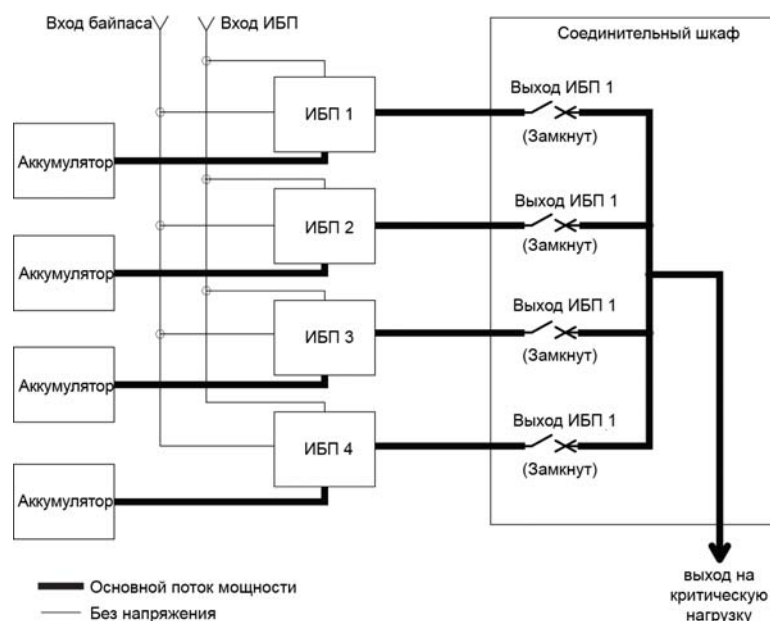 Вход байпаса
Вход ИБП
Соединительный шкаф
ИБП 1
Выход ИБП 1
(Замкнут)
Аккумулятор
ИБП 2
Выход ИБП 1
(Замкнут)
Аккумулятор
ИБП 3
Выход ИБП 1
(Замкнут)
Аккумулятор
ИБП 4
Выход ИБП 1
(Замкнут)
Аккумулятор
Основной поток мощности
Без напряжения
выход на
критическую
нагрузку